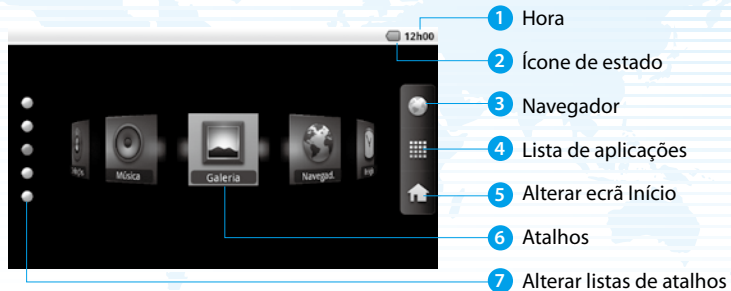 1 Hora
12h00
2 Ícone de estado
3 Navegador
4 Lista de aplicações
Música
Galeria
Navegad.
5 Alterar ecrã Início
6 Atalhos
7 Alterar listas de atalhos